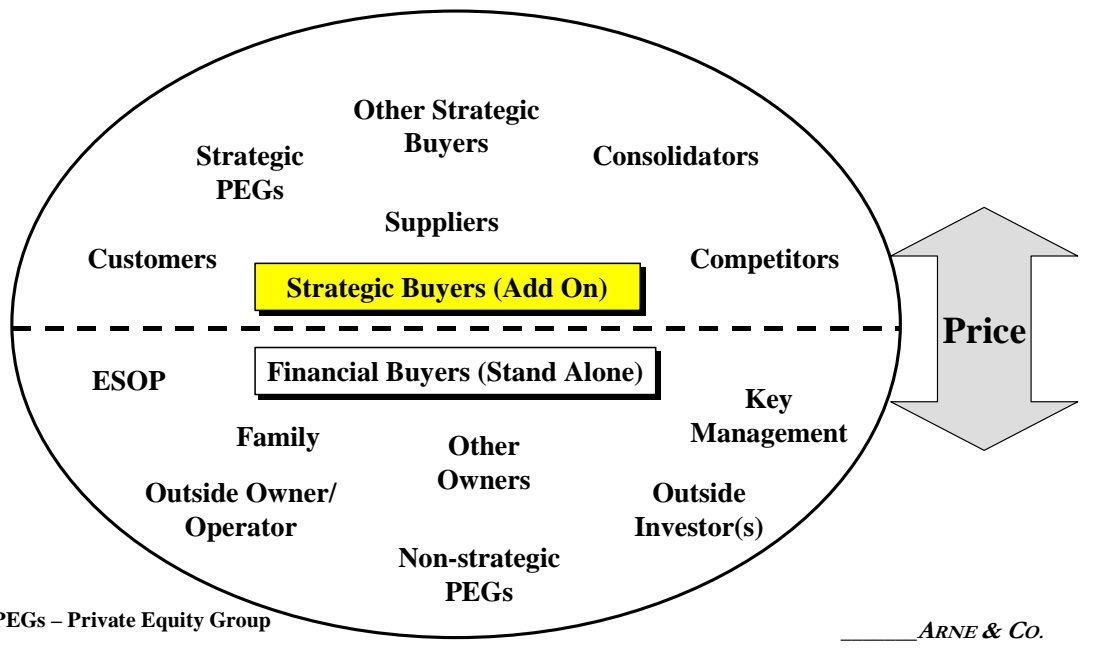 Other Strategic
Buyers
Strategic
PEGs
Consolidators
Suppliers
Customers
Competitors
Strategic Buyers (Add On)
Price
Financial Buyers (Stand Alone)
ESOP
Key
Management
Family
Other
Owners
Outside Owner/
Operator
Outside
Investor(s)
Non-strategic
PEGs
PEGs – Private Equity Group
ARNE & CO.